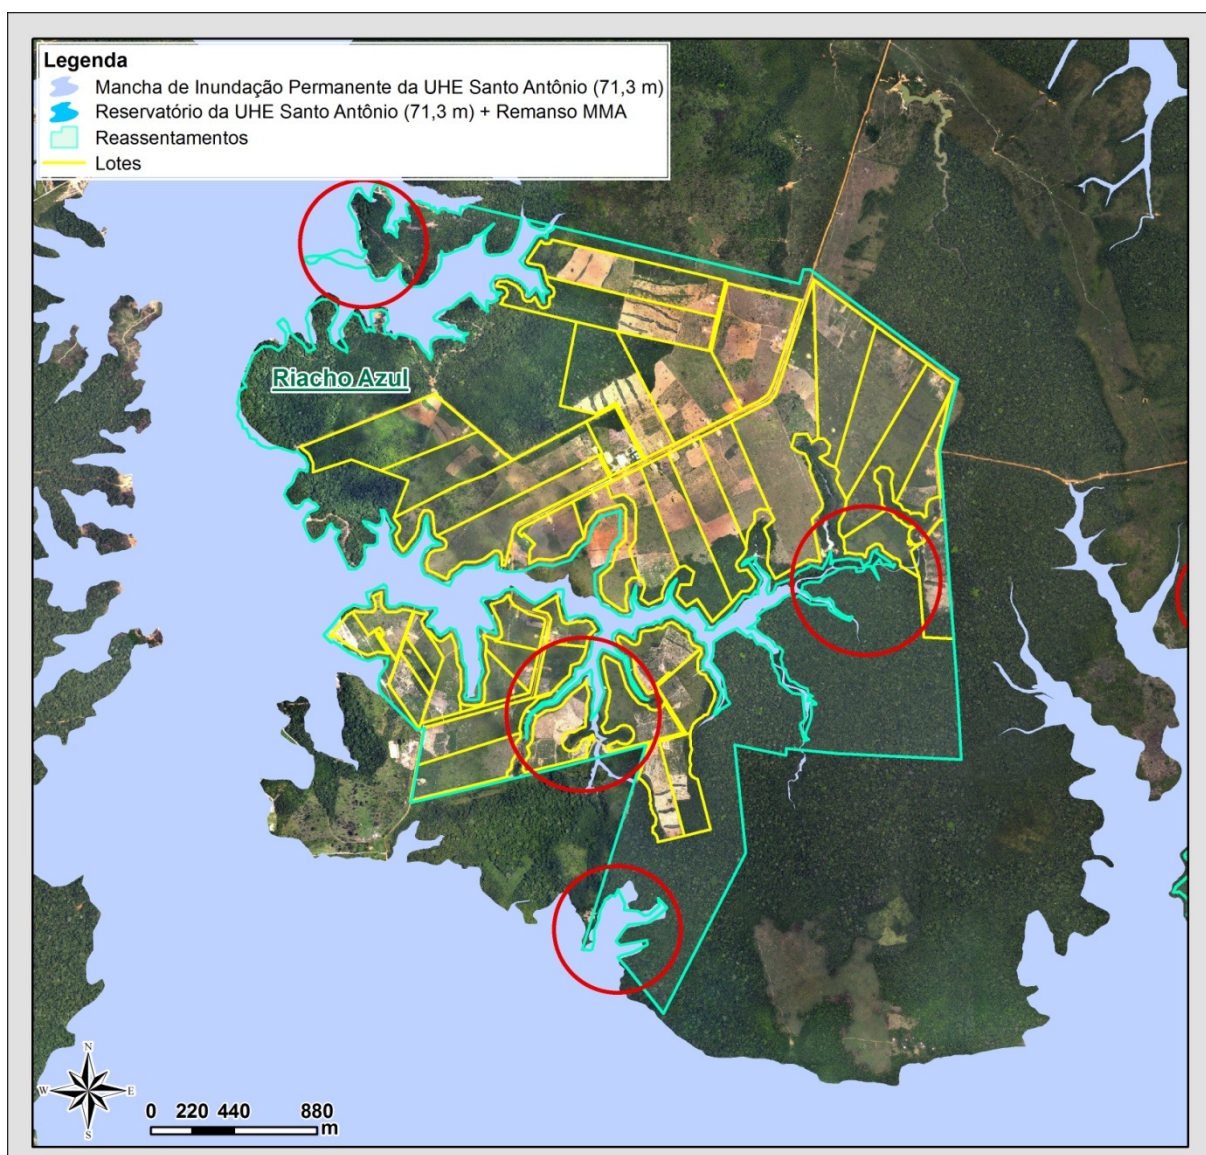 Legenda
Mancha de Inundação Permanente da UHE Santo Antônio (71,3 m)
Reservatório da UHE Santo Antônio (71,3 m) + Remanso MMA
Reassentamentos
Lotes
Riacho Azul
N
W E
S
0 220 440 880
m